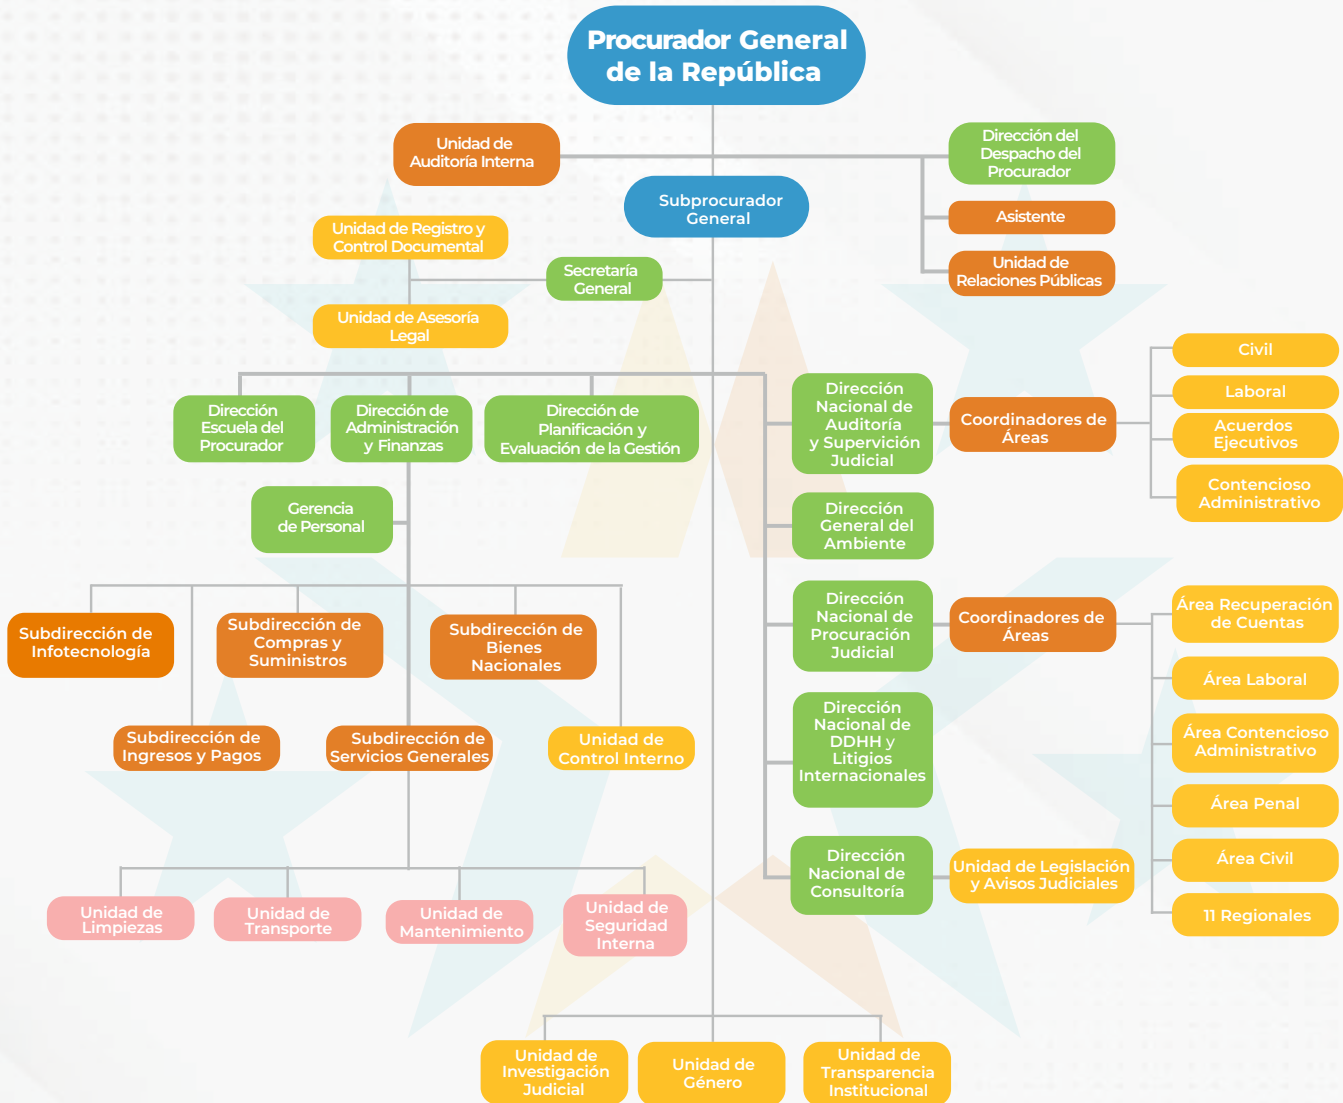 Procurador General
de la República
Unidad de
Auditoría Interna
Dirección del
Despacho del
Procurador
Subprocurador
General
Asistente
Unidad de
Relaciones Públicas
Unidad de Registro y
Control Documental
Secretaría
General
Unidad de Asesoría
Legal
Dirección
Escuela del
Procurador
Dirección de
Administración
y Finanzas
Dirección de
Planificación y
Evaluación de la Gestión
Dirección
Nacional de
Auditoría
y Supervición
Judicial
Coordinadores de
Áreas
Civil
Laboral
Acuerdos
Ejecutivos
Contencioso
Administrativo
Gerencia
de Personal
Dirección
General del
Ambiente
Dirección
Nacional de
Procuración
Judicial
Coordinadores de
Áreas
Área Recuperación
de Cuentas
Área Laboral
Área Contencioso
Administrativo
Área Penal
Área Civil
11 Regionales
Subdirección de
Infotecnología
Subdirección de
Compras y
Suministros
Subdirección de
Bienes
Nacionales
Subdirección de
Ingresos y Pagos
Subdirección de
Servicios Generales
Unidad de
Control Interno
Dirección
Nacional de
DDHH y
Litigios
Internacionales
Dirección
Nacional de
Consultoría
Unidad de Legislación
y Avisos Judiciales
Unidad de
Limpiezas
Unidad de
Transporte
Unidad de
Mantenimiento
Unidad de
Seguridad
Interna
Unidad de
Investigación
Judicial
Unidad de
Género
Unidad de
Transparencia
Institucional